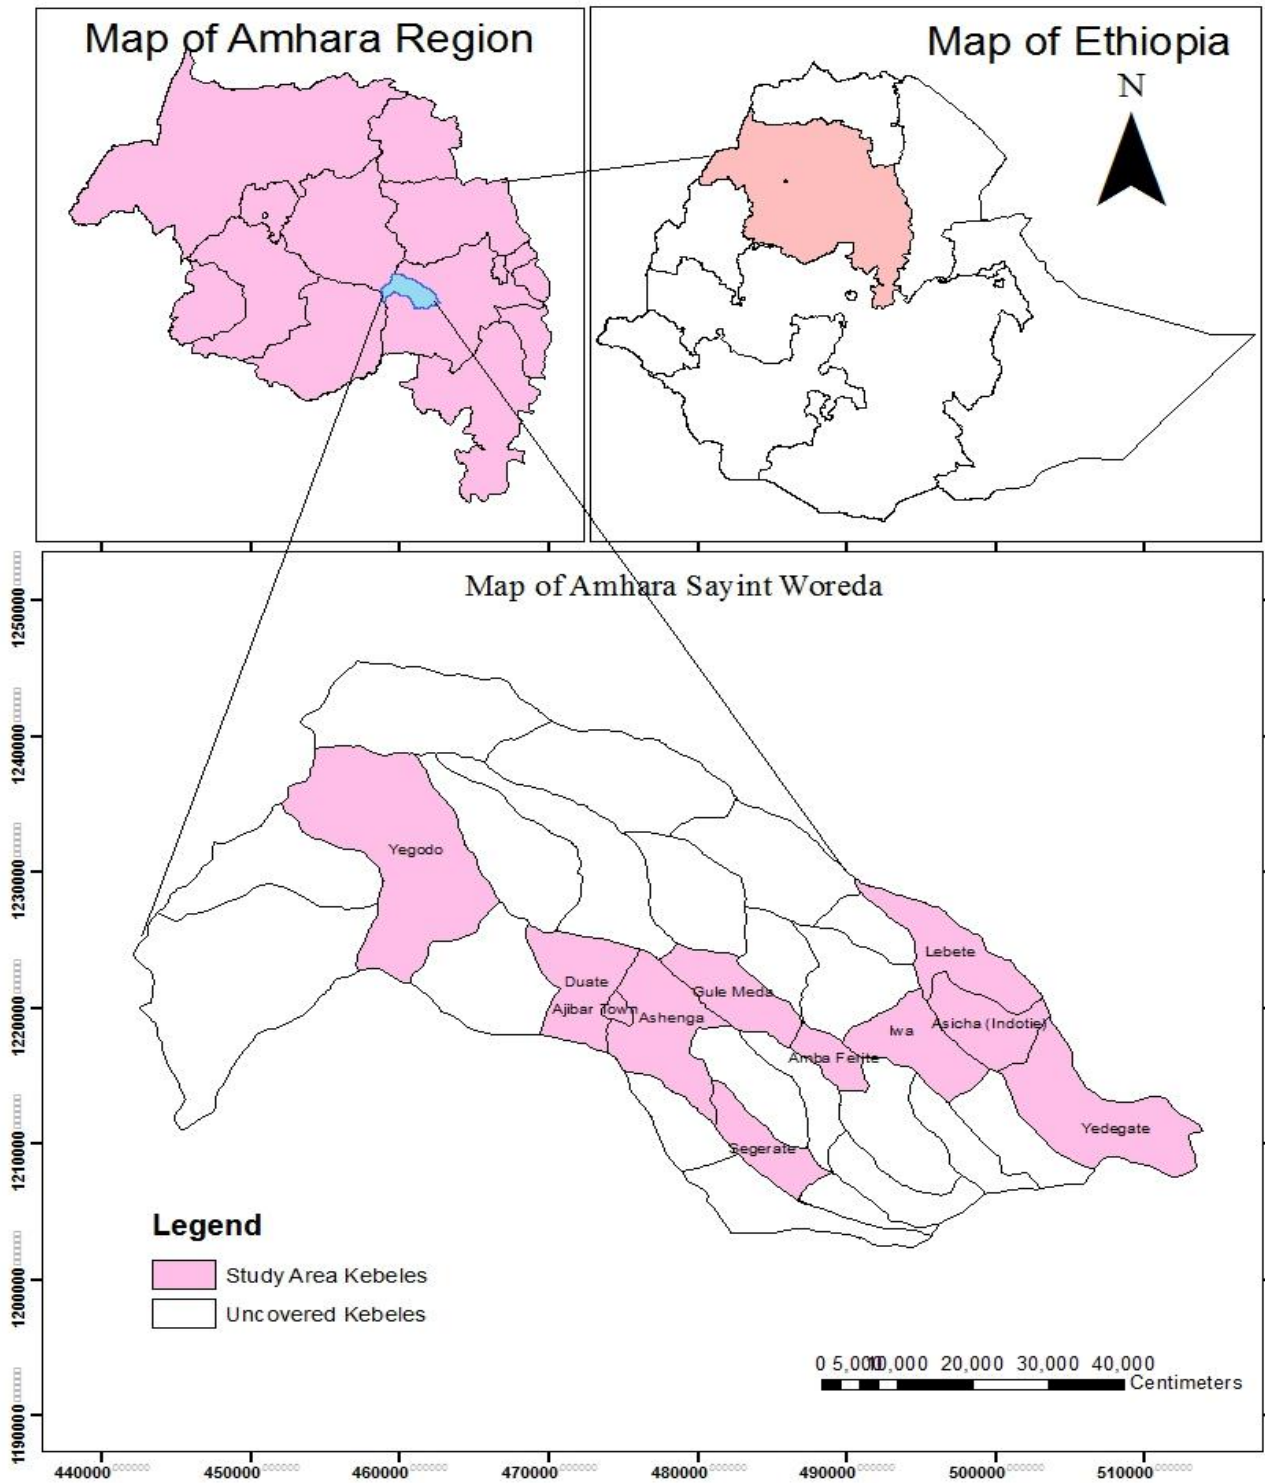 Map of Amhara Region
Map of Ethiopia
N
Map of Amhara Sayint Woreda
1250000
1240000
1230000
1220000
1210000
1200000
1190000
Yegodo
Lebete
Duate
Gule Meda
Ajibar Town
Ashenga
Iwa
Asicha (Indotie)
Amba Ferite
Yedegate
Segerate
Legend
Study Area Kebeles
Uncovered Kebeles
0 5,000 10,000 20,000 30,000 40,000
Centimeters
440000 450000 460000 470000 480000 490000 500000 510000